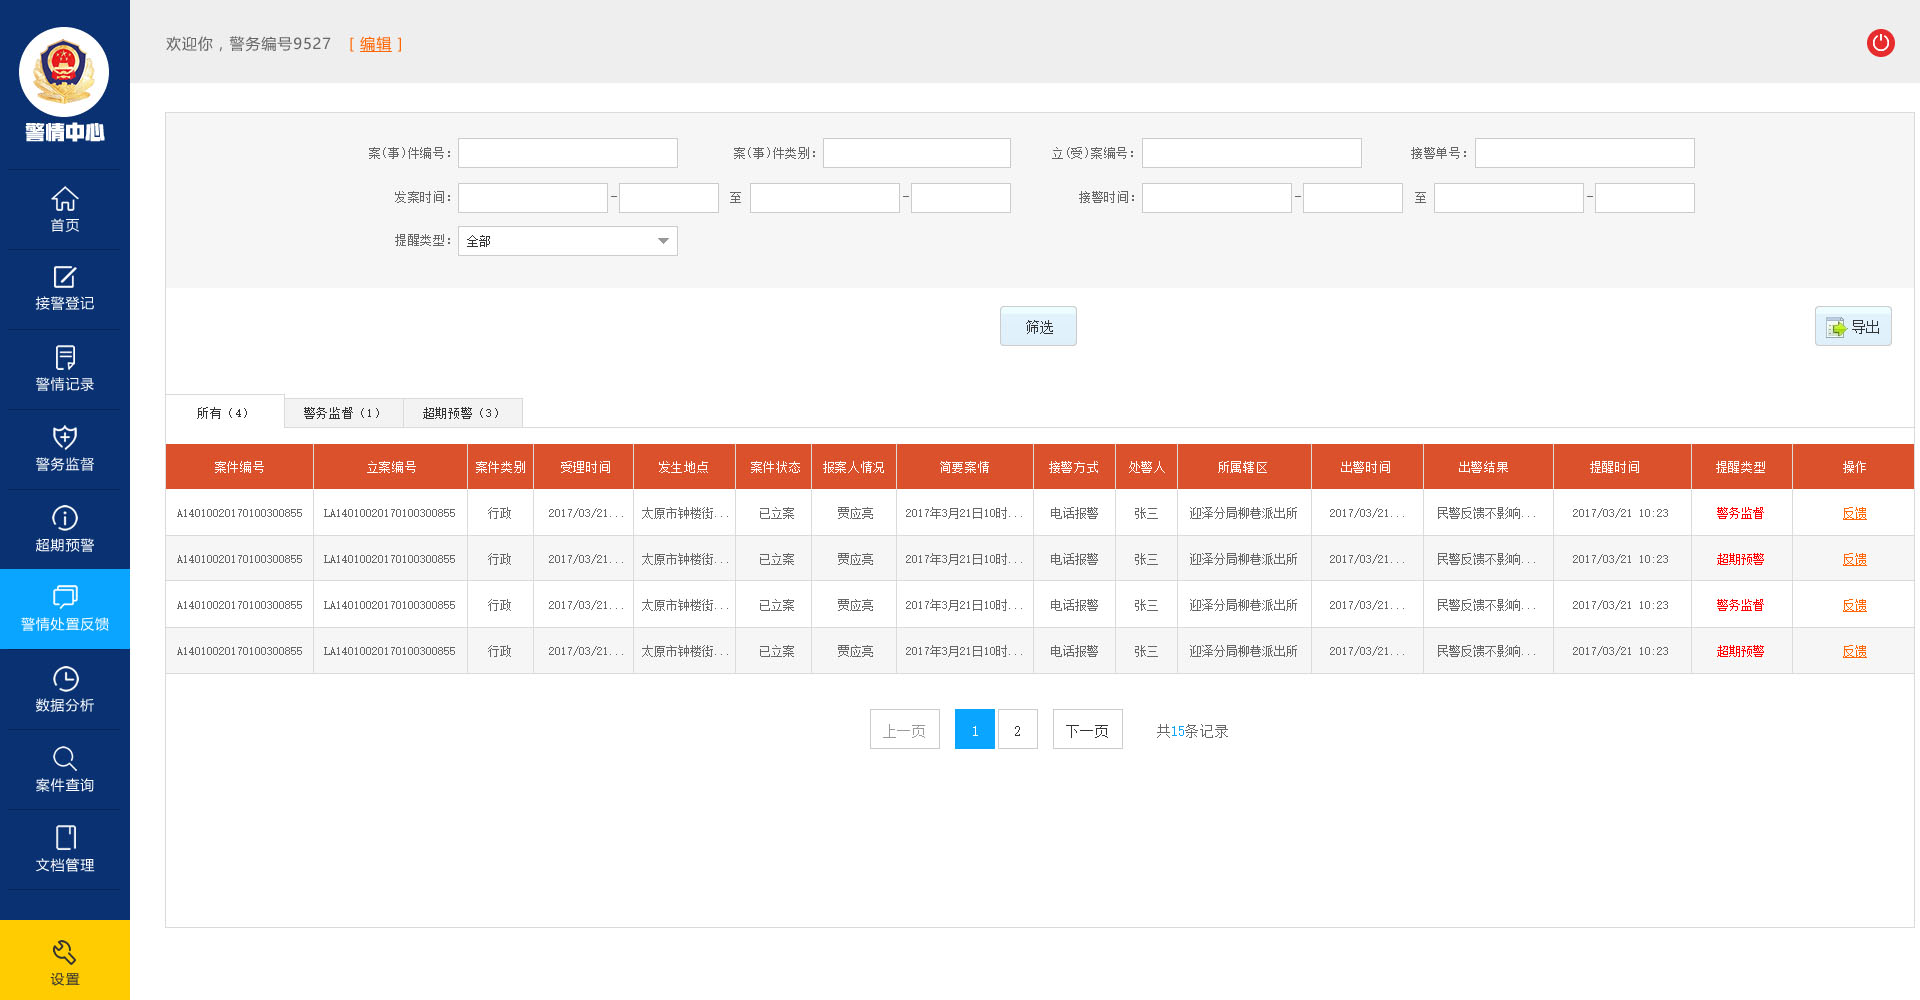 欢迎你，警务编号9527 [ 编辑 ]
警情中心
首页
接警登记
警情记录
警务监督
超期预警
警情处置反馈
数据分析
案件查询
文档管理
设置
案(事)件编号： 案(事)件类别： 立(受)案编号： 接警单号：
发案时间： - 至 - 接警时间： - 至 -
提醒类型： 全部
筛选 导出
所有（4） 警务监督（1） 超期预警（3）
案件编号 立案编号 案件类别 受理时间 发生地点 案件状态 报案人情况 简要案情 接警方式 处警人 所属辖区 出警时间 出警结果 提醒时间 提醒类型 操作
A14010020170100300855 LA14010020170100300855 行政 2017/03/21... 太原市钟楼街... 已立案 贾应亮 2017年3月21日10时... 电话报警 张三 迎泽分局柳巷派出所 2017/03/21... 民警反馈不影响... 2017/03/21 10:23 警务监督 反馈
A14010020170100300855 LA14010020170100300855 行政 2017/03/21... 太原市钟楼街... 已立案 贾应亮 2017年3月21日10时... 电话报警 张三 迎泽分局柳巷派出所 2017/03/21... 民警反馈不影响... 2017/03/21 10:23 超期预警 反馈
A14010020170100300855 LA14010020170100300855 行政 2017/03/21... 太原市钟楼街... 已立案 贾应亮 2017年3月21日10时... 电话报警 张三 迎泽分局柳巷派出所 2017/03/21... 民警反馈不影响... 2017/03/21 10:23 警务监督 反馈
A14010020170100300855 LA14010020170100300855 行政 2017/03/21... 太原市钟楼街... 已立案 贾应亮 2017年3月21日10时... 电话报警 张三 迎泽分局柳巷派出所 2017/03/21... 民警反馈不影响... 2017/03/21 10:23 超期预警 反馈
上一页 1 2 下一页 共15条记录